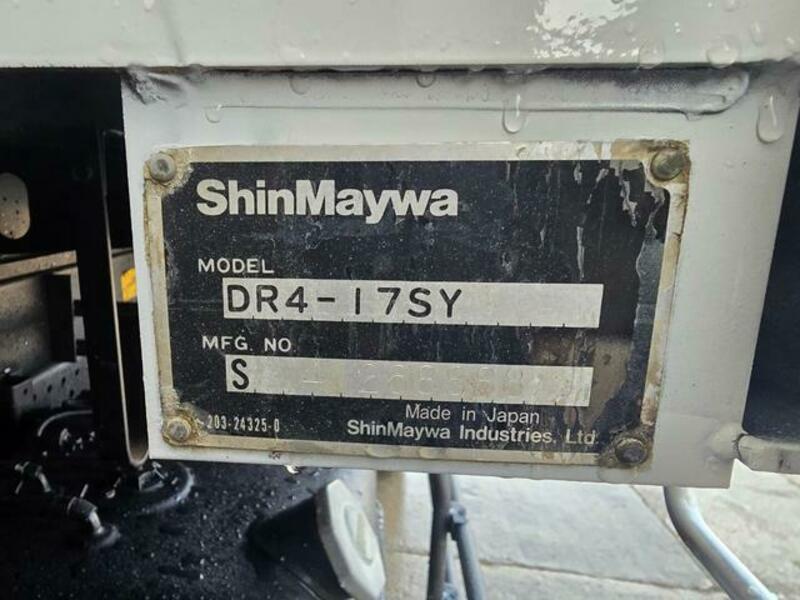 ShinMaywa
MODEL
DR4-17SY
MFG. NO.
S
203-24325-0
Made in Japan
ShinMaywa Industries, Ltd.